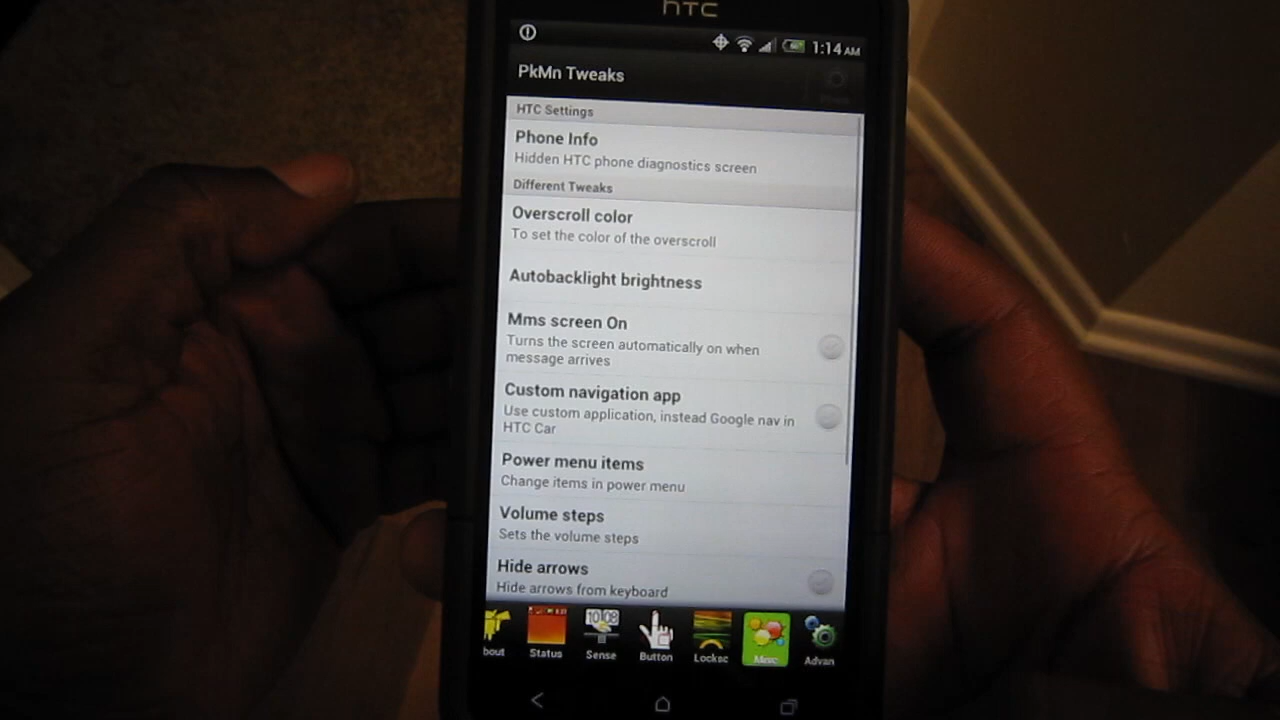 hTC
1:14 AM
PkMn Tweaks
HTC Settings
Phone Info
Hidden HTC phone diagnostics screen
Different Tweaks
Overscroll color
To set the color of the overscroll
Autobacklight brightness
Mms screen On
Turns the screen automatically on when
message arrives
Custom navigation app
Use custom application, instead Google nav in
HTC Car
Power menu items
Change items in power menu
Volume steps
Sets the volume steps
Hide arrows
Hide arrows from keyboard
10 08
bout Status Sense Button Locksc Misc Advan